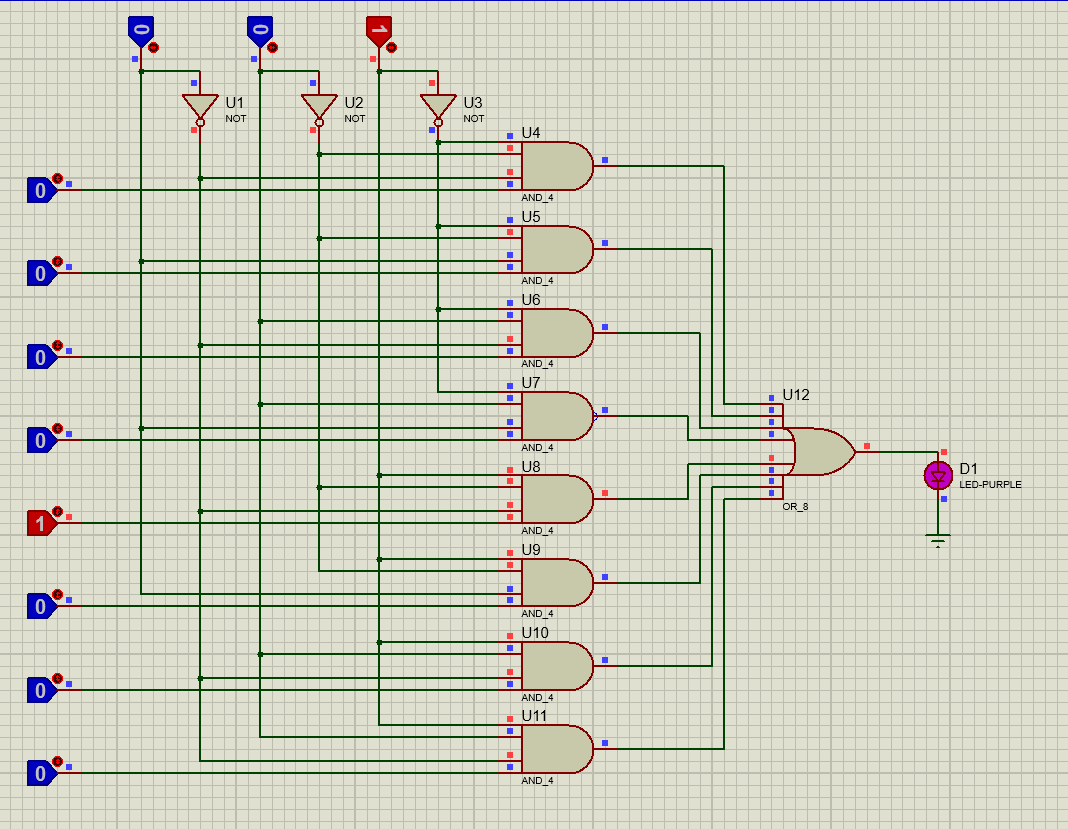 0 0 1
U1
NOT
U2
NOT
U3
NOT
U4
0
AND_4
U5
0
AND_4
U6
0
AND_4
U7
0
AND_4
U12
OR_8
D1
LED-PURPLE
U8
1
AND_4
U9
0
AND_4
U10
0
AND_4
U11
0
AND_4